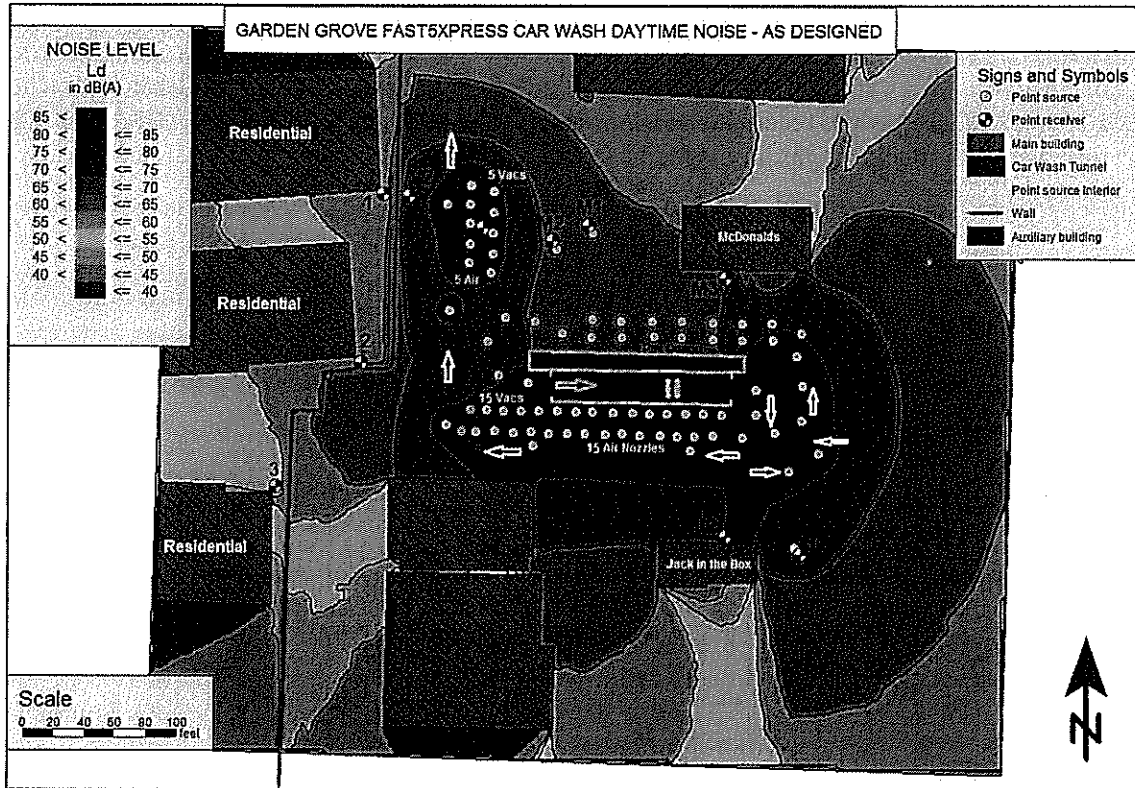 GARDEN GROVE FAST5XPRESS CAR WASH DAYTIME NOISE - AS DESIGNED
NOISE LEVEL
Ld
in dB(A)
85 <
80 < <= 85
75 < <= 80
70 < <= 75
65 < <= 70
60 < <= 65
55 < <= 60
50 < <= 55
45 < <= 50
40 < <= 45
<= 40
Signs and Symbols
Point source
Point receiver
Main building
Car Wash Tunnel
Point source Interior
Wall
Auxiliary building
Residential
5 Vacs
1
McDonalds
5 Air
Residential
2
15 Vacs
15 Air Nozzles
3
Residential
Jack in the Box
Scale
0 20 40 60 80 100
feet
N